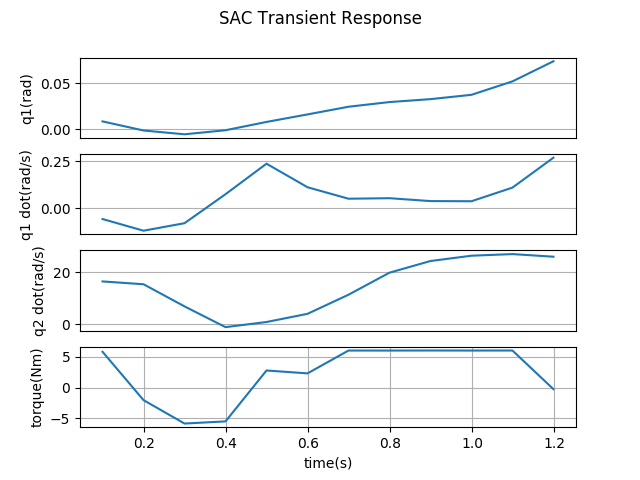 SAC Transient Response
q1(rad)
0.05
0.00
q1 dot(rad/s)
0.25
0.00
q2 dot(rad/s)
20
0
torque(Nm)
5
0
−5
0.2 0.4 0.6 0.8 1.0 1.2
time(s)